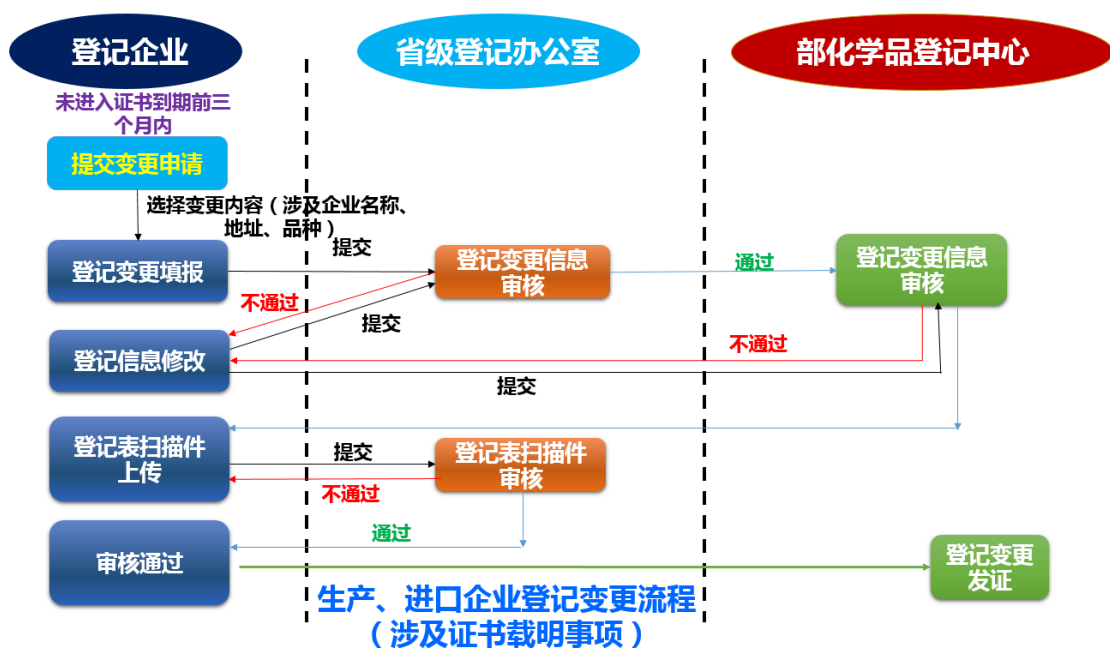 登记企业
省级登记办公室
部化学品登记中心
未进入证书到期前三
个月内
提交变更申请
选择变更内容（涉及企业名称、
地址、品种）
登记变更填报
提交
登记变更信息
审核
通过
登记变更信息
审核
不通过
提交
登记信息修改
不通过
提交
登记表扫描件
上传
提交
不通过
登记表扫描件
审核
通过
审核通过
登记变更
发证
生产、进口企业登记变更流程
（涉及证书载明事项）